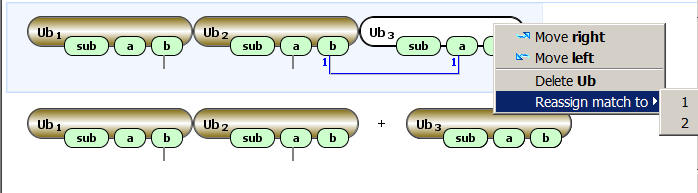 Ub1 sub a b Ub2 sub a b Ub3 sub a
1 1
Move right
Move left
Delete Ub
Reassign match to
1
2
Ub1 sub a b Ub2 sub a b + Ub3 sub a b